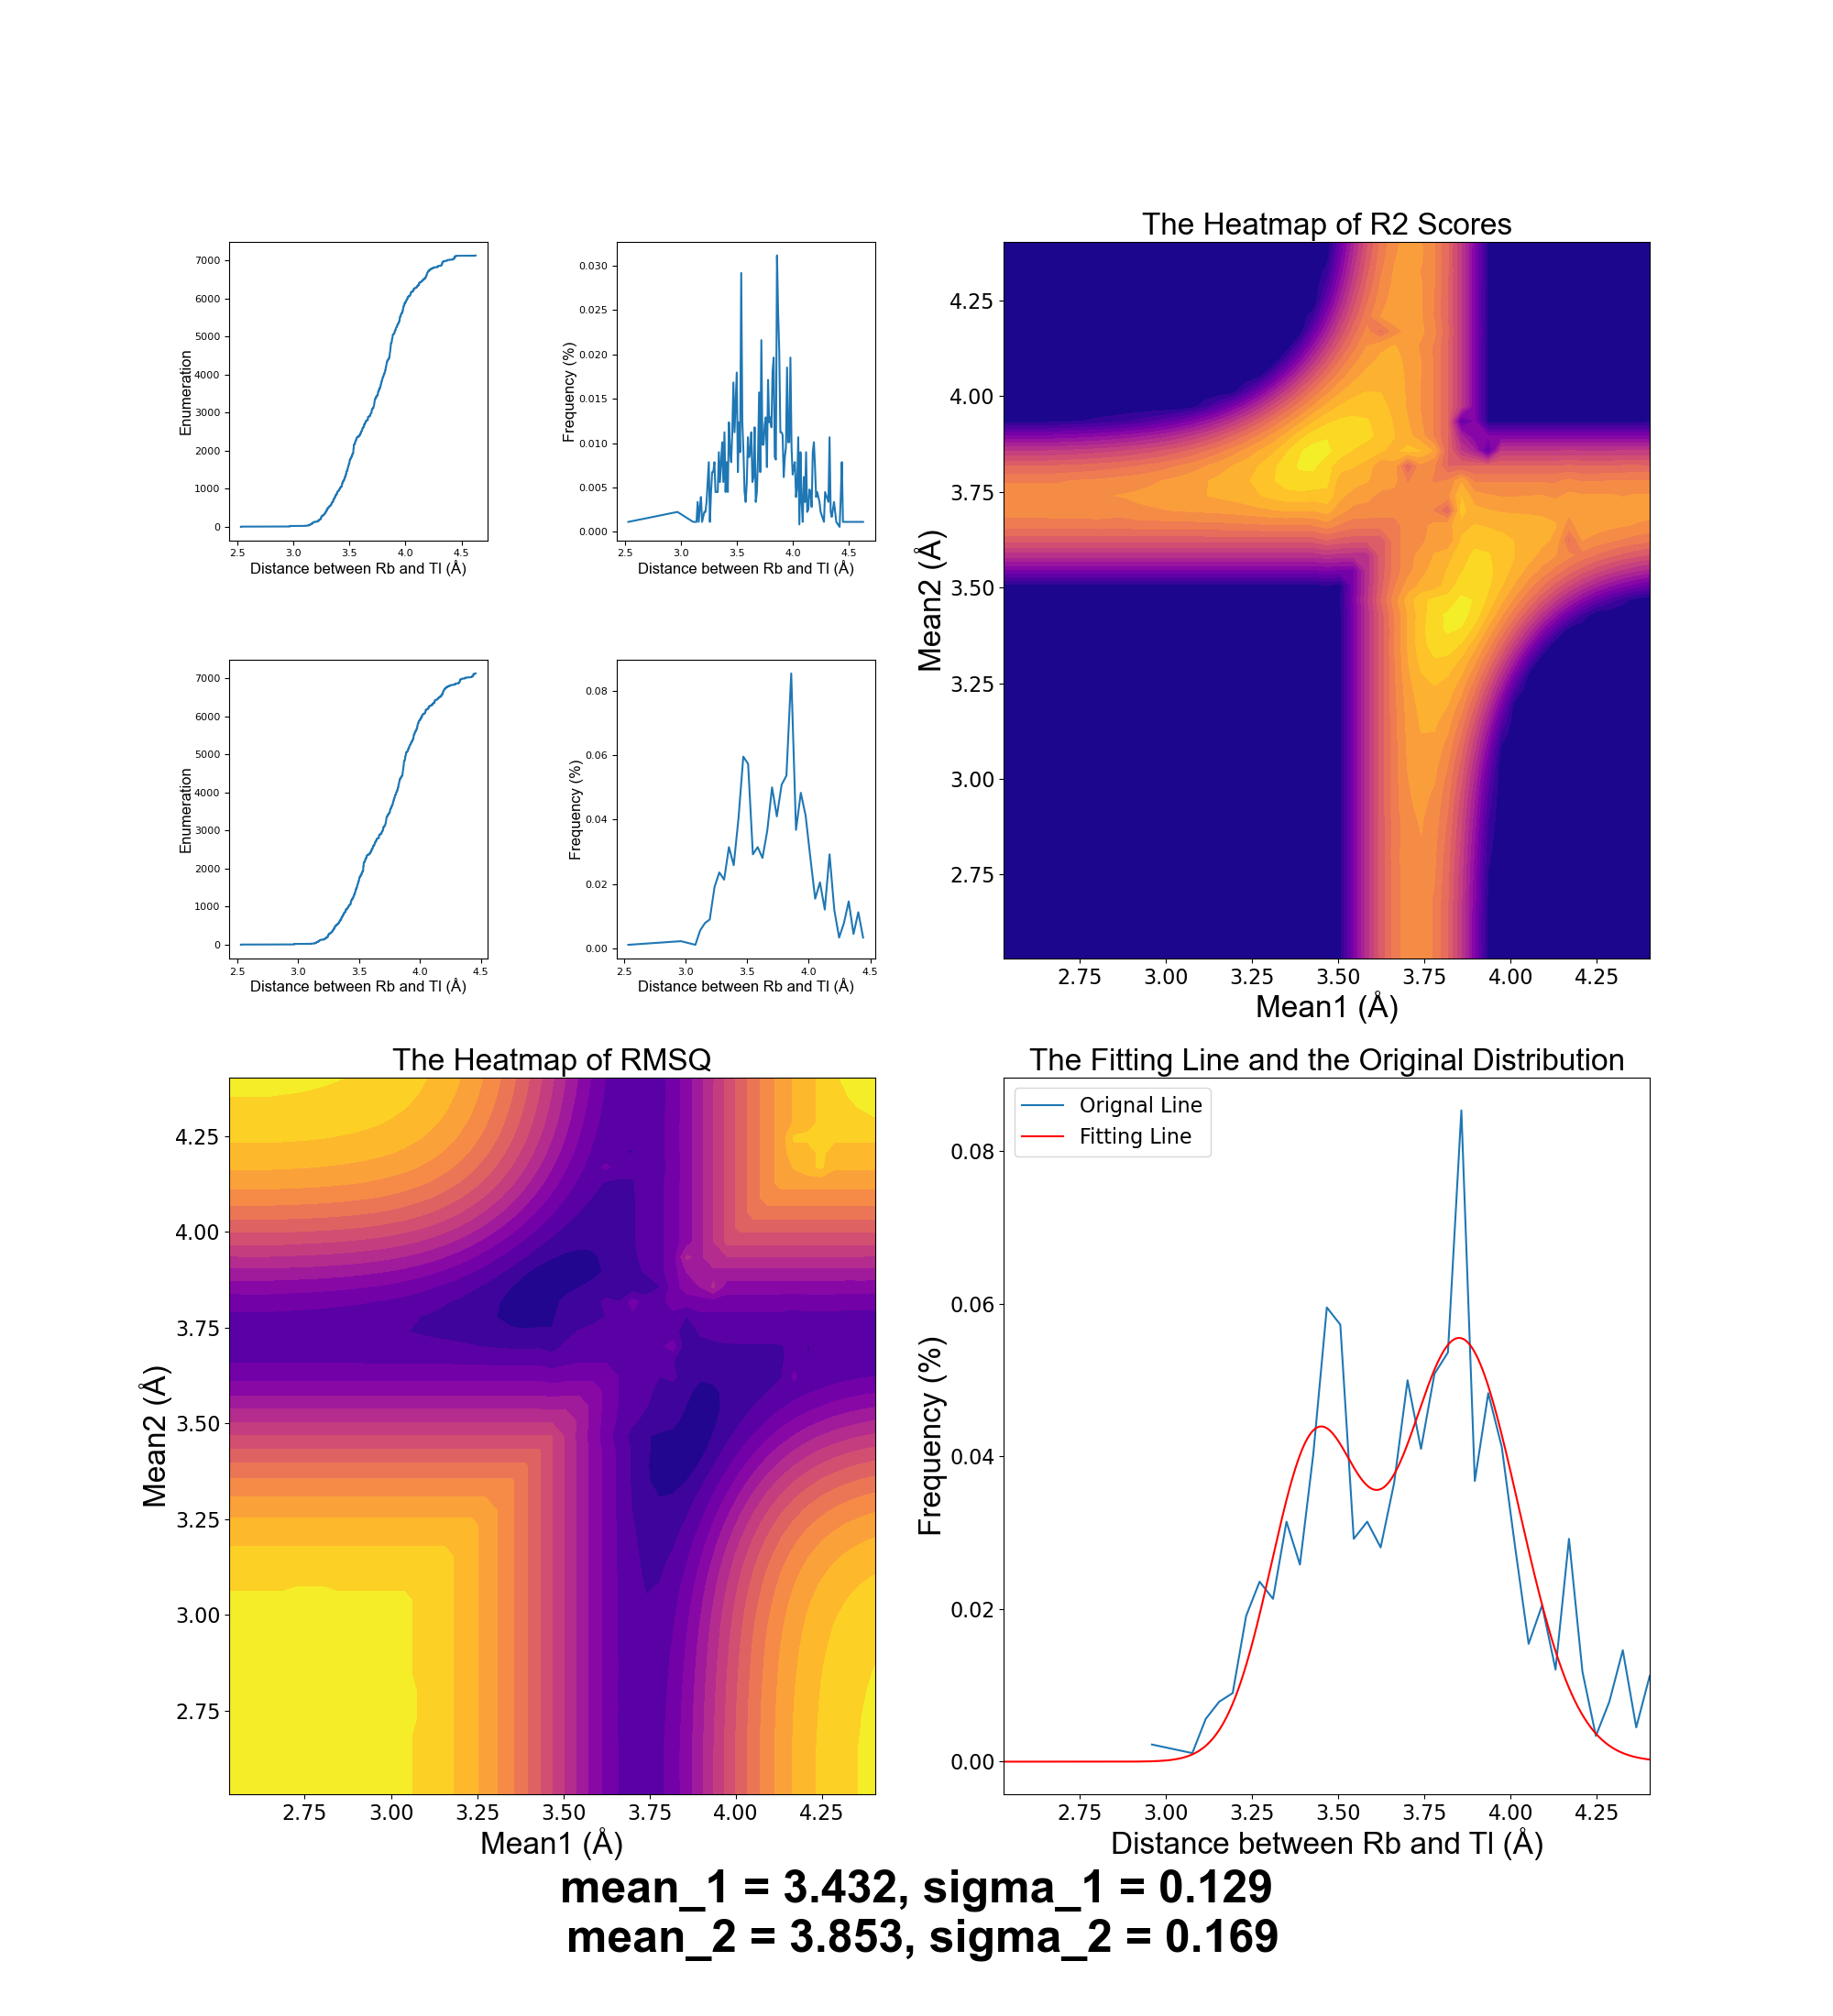 7000
6000
5000
4000
3000
2000
1000
0
Enumeration
2.5 3.0 3.5 4.0 4.5
Distance between Rb and Tl (Å)
0.030
0.025
0.020
0.015
0.010
0.005
0.000
Frequency (%)
2.5 3.0 3.5 4.0 4.5
Distance between Rb and Tl (Å)
The Heatmap of R2 Scores
4.25
4.00
3.75
3.50
3.25
3.00
2.75
Mean2 (Å)
2.75 3.00 3.25 3.50 3.75 4.00 4.25
Mean1 (Å)
7000
6000
5000
4000
3000
2000
1000
0
Enumeration
2.5 3.0 3.5 4.0 4.5
Distance between Rb and Tl (Å)
0.08
0.06
0.04
0.02
0.00
Frequency (%)
2.5 3.0 3.5 4.0 4.5
Distance between Rb and Tl (Å)
The Heatmap of RMSQ
4.25
4.00
3.75
3.50
3.25
3.00
2.75
Mean2 (Å)
2.75 3.00 3.25 3.50 3.75 4.00 4.25
Mean1 (Å)
The Fitting Line and the Original Distribution
Orignal Line
Fitting Line
0.08
0.06
0.04
0.02
0.00
Frequency (%)
2.75 3.00 3.25 3.50 3.75 4.00 4.25
Distance between Rb and Tl (Å)
mean_1 = 3.432, sigma_1 = 0.129
mean_2 = 3.853, sigma_2 = 0.169